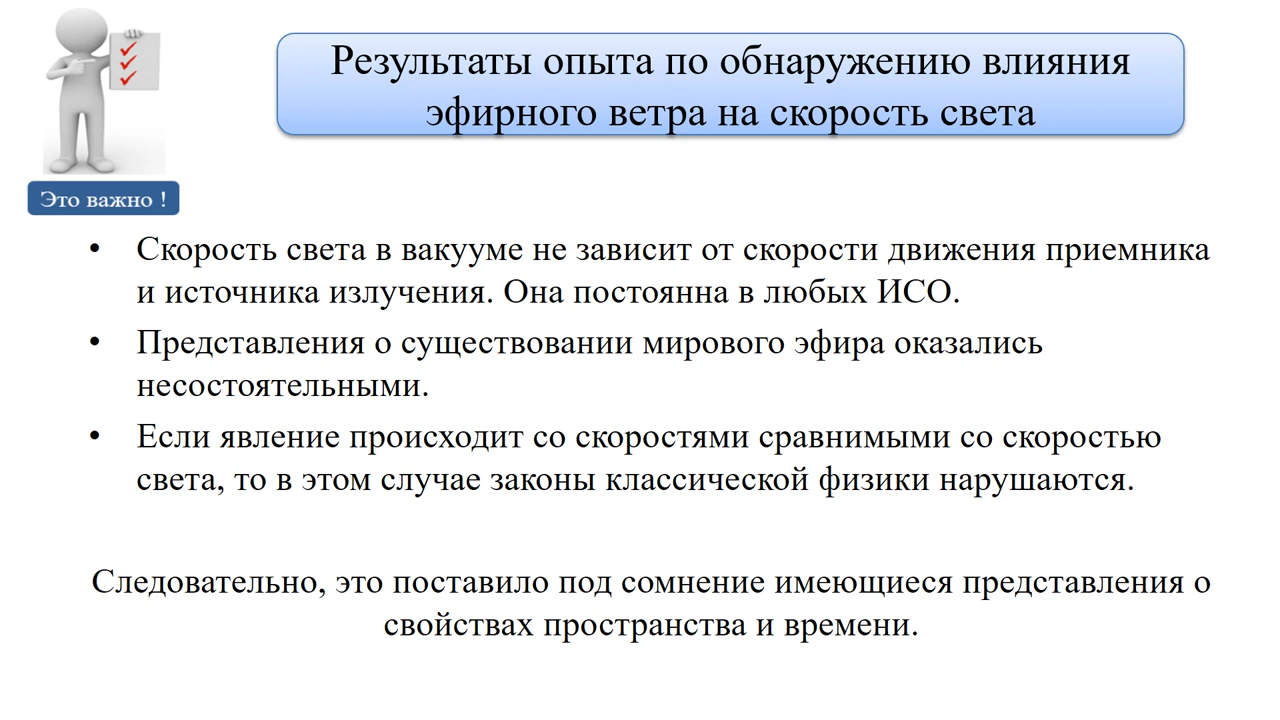 Результаты опыта по обнаружению влияния
эфирного ветра на скорость света
Это важно !
• Скорость света в вакууме не зависит от скорости движения приемника
и источника излучения. Она постоянна в любых ИСО.
• Представления о существовании мирового эфира оказались
несостоятельными.
• Если явление происходит со скоростями сравнимыми со скоростью
света, то в этом случае законы классической физики нарушаются.
Следовательно, это поставило под сомнение имеющиеся представления о
свойствах пространства и времени.